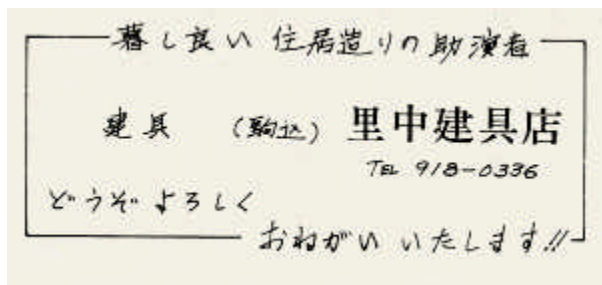 暮し良い 住居造りの助演者
建具 (駒込) 里中建具店
TEL 918-0336
どうぞよろしく
おねがい いたします!!